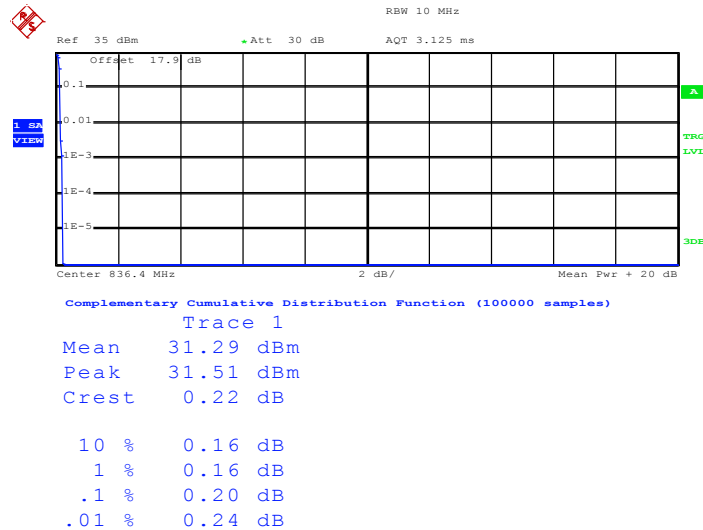 RBW 10 MHz
Ref 35 dBm * Att 30 dB AQT 3.125 ms
Offset 17.9 dB
0.1
A
0.01
1 SA
VIEW
TRG
LVL
1E-3
1E-4
1E-5
3DB
Center 836.4 MHz 2 dB/ Mean Pwr + 20 dB
Complementary Cumulative Distribution Function (100000 samples)
Trace 1
Mean 31.29 dBm
Peak 31.51 dBm
Crest 0.22 dB
10 % 0.16 dB
1 % 0.16 dB
.1 % 0.20 dB
.01 % 0.24 dB